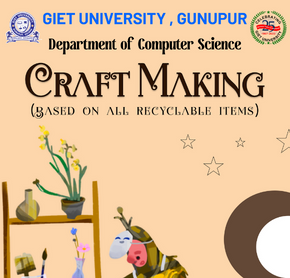 GIET UNIVERSITY , GUNUPUR
Department of Computer Science
CRAFT MAKING
(BASED ON ALL RECYCLABLE ITEMS)